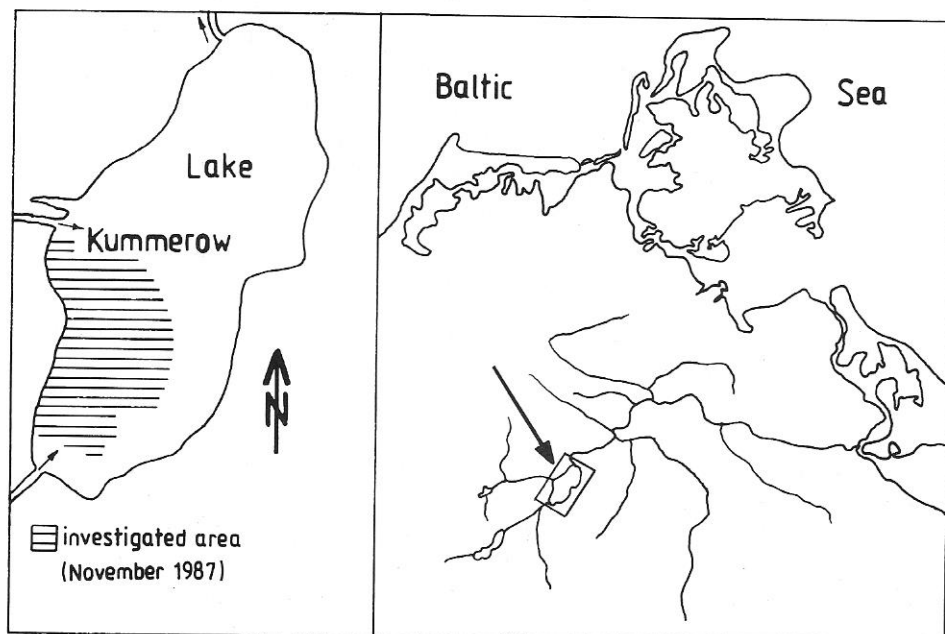 Lake
Kummerow
N
investigated area
(November 1987)
Baltic Sea